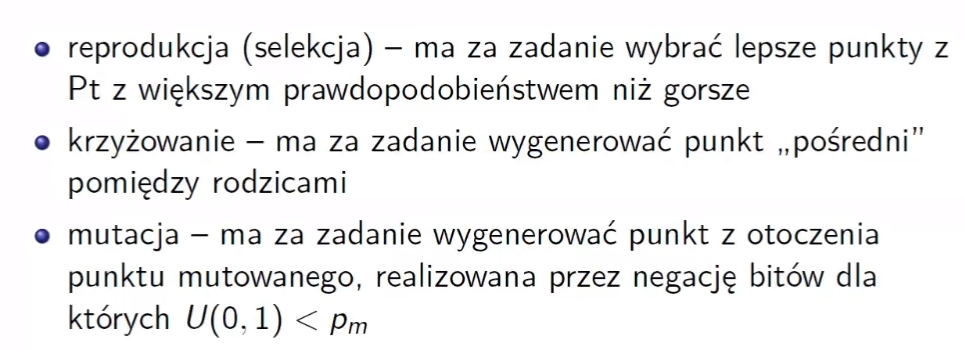 • reprodukcja (selekcja) – ma za zadanie wybrać lepsze punkty z
Pt z większym prawdopodobieństwem niż gorsze
• krzyżowanie – ma za zadanie wygenerować punkt „pośredni”
pomiędzy rodzicami
• mutacja – ma za zadanie wygenerować punkt z otoczenia
punktu mutowanego, realizowana przez negację bitów dla
których U(0, 1) < pₘ